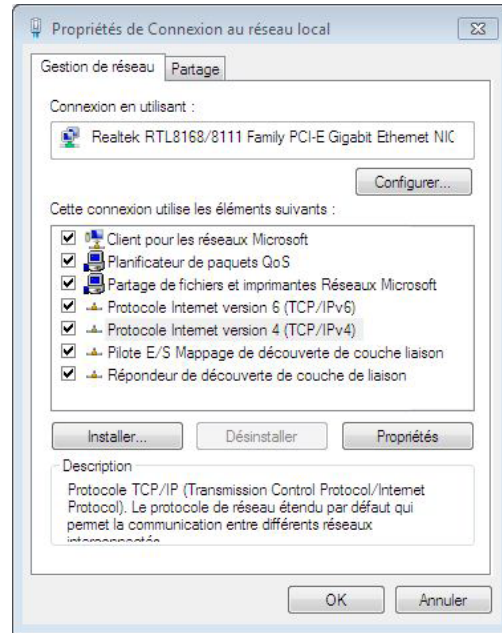 Propriétés de Connexion au réseau local
Gestion de réseau
Partage
Connexion en utilisant :
Realtek RTL8168/8111 Family PCI-E Gigabit Ethernet NIC
Configurer...
Cette connexion utilise les éléments suivants :
Client pour les réseaux Microsoft
Planificateur de paquets QoS
Partage de fichiers et imprimantes Réseaux Microsoft
Protocole Internet version 6 (TCP/IPv6)
Protocole Internet version 4 (TCP/IPv4)
Pilote E/S Mappage de découverte de couche liaison
Répondeur de découverte de couche de liaison
Installer...
Désinstaller
Propriétés
Description
Protocole TCP/IP (Transmission Control Protocol/Internet
Protocol). Le protocole de réseau étendu par défaut qui
permet la communication entre différents réseaux
interconnectés
OK
Annuler